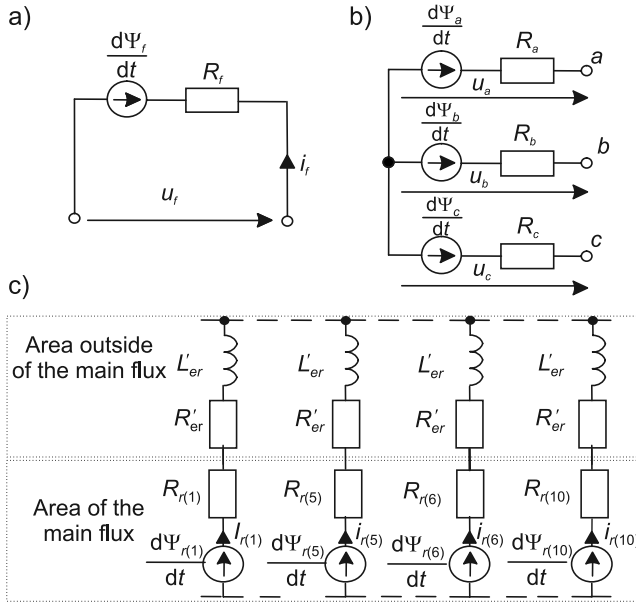 a)
dΨf
dt
Rf
if
uf
b)
dΨa
dt
Ra
a
ua
dΨb
dt
Rb
b
ub
dΨc
dt
Rc
c
uc
c)
Area outside
of the main flux
L'er L'er L'er L'er
R'er R'er R'er R'er
Area of the
main flux
Rr(1) Rr(5) Rr(6) Rr(10)
Ir(1) ir(5) ir(6) ir(10)
dΨr(1) dΨr(5) dΨr(6) dΨr(10)
dt dt dt dt